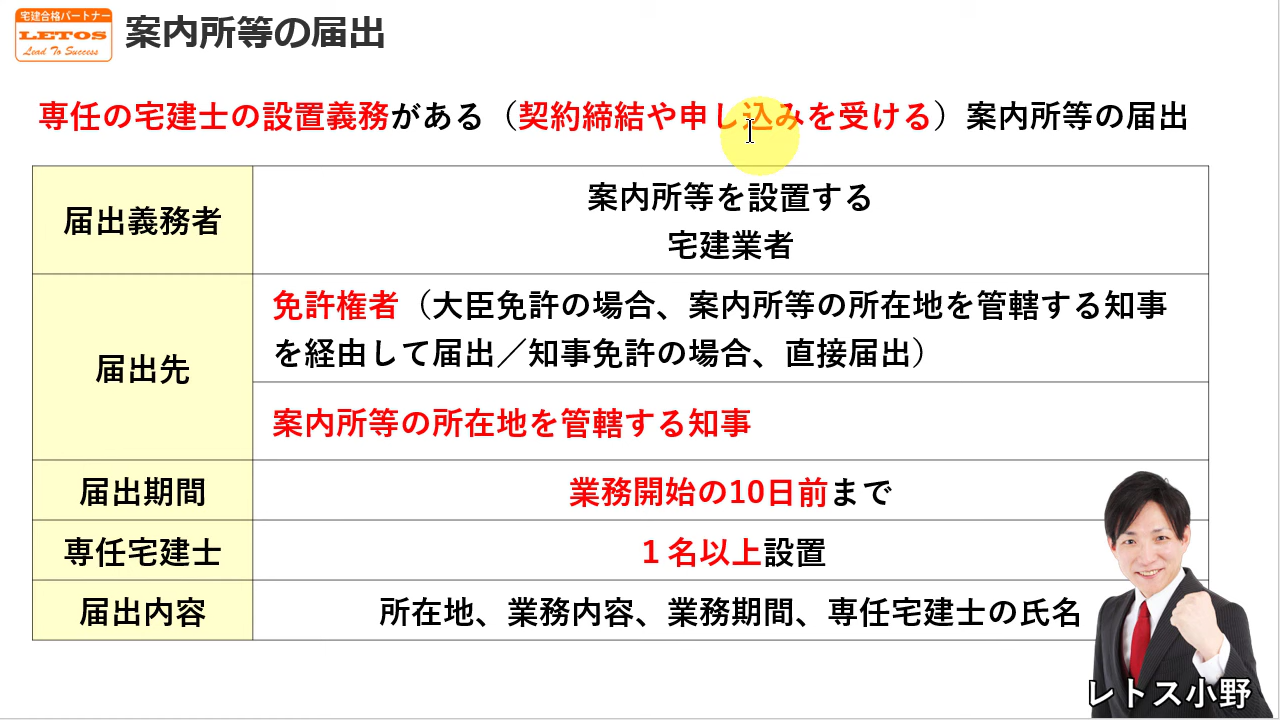 宅建合格パートナー
LETOS
Lead To Success
案内所等の届出
専任の宅建士の設置義務がある（契約締結や申し込みを受ける）案内所等の届出
届出義務者
案内所等を設置する
宅建業者
届出先
免許権者（大臣免許の場合、案内所等の所在地を管轄する知事
を経由して届出／知事免許の場合、直接届出）
案内所等の所在地を管轄する知事
届出期間
業務開始の10日前まで
専任宅建士
１名以上設置
届出内容
所在地、業務内容、業務期間、専任宅建士の氏名
レトス小野